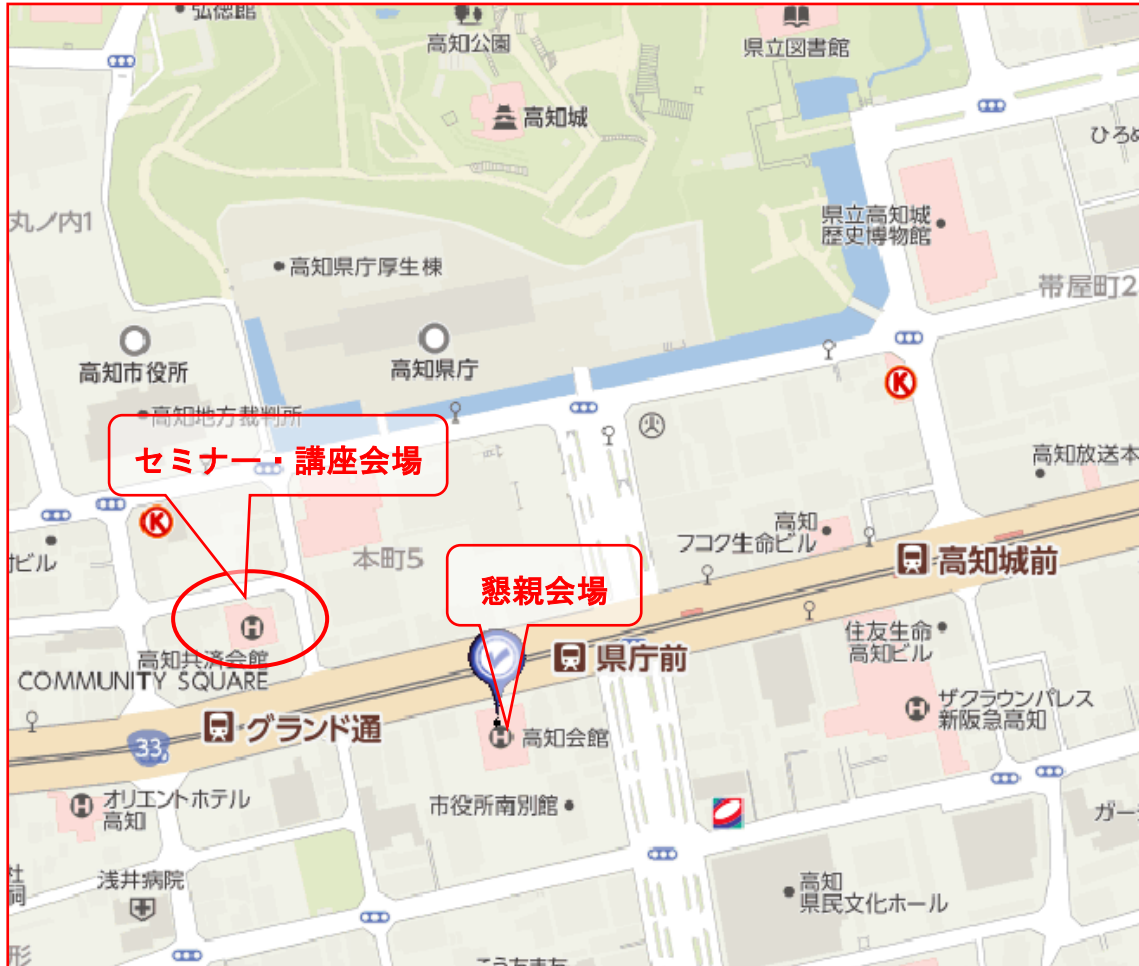 弘徳館
高知公園
県立図書館
高知城
ひろめ
丸ノ内1
県立高知城
歴史博物館
高知県庁厚生棟
帯屋町2
高知市役所
高知県庁
高知地方裁判所
K
セミナー・講座会場
高知放送本
K
高知
フコク生命ビル
ビル
本町5
高知城前
懇親会場
住友生命
高知ビル
高知共済会館
COMMUNITY SQUARE
県庁前
ザクラウンパレス
新阪急高知
グランド通
33
高知会館
オリエントホテル
高知
市役所南別館
ガー
浅井病院
社
高知
県民文化ホール
形